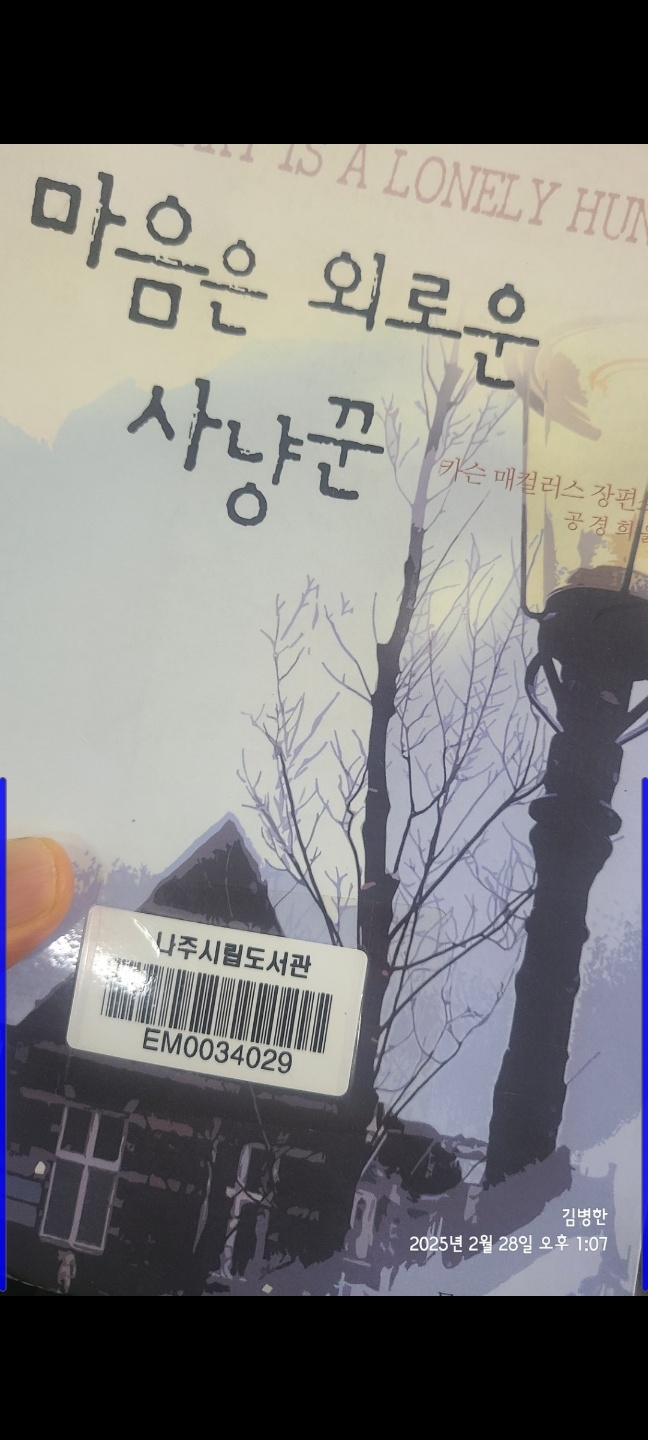 IS A LONELY HUN
마음은 외로운
사냥꾼
카슨 매컬러스 장편
공경희
나주시립도서관
EM0034029
김병한
2025년 2월 28일 오후 1:07